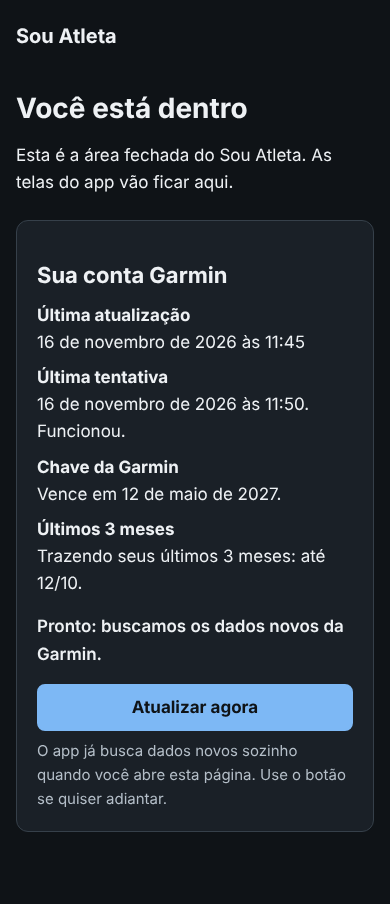 Sou Atleta
Você está dentro
Esta é a área fechada do Sou Atleta. As
telas do app vão ficar aqui.
Sua conta Garmin
Última atualização
16 de novembro de 2026 às 11:45
Última tentativa
16 de novembro de 2026 às 11:50.
Funcionou.
Chave da Garmin
Vence em 12 de maio de 2027.
Últimos 3 meses
Trazendo seus últimos 3 meses: até
12/10.
Pronto: buscamos os dados novos da
Garmin.
Atualizar agora
O app já busca dados novos sozinho
quando você abre esta página. Use o botão
se quiser adiantar.